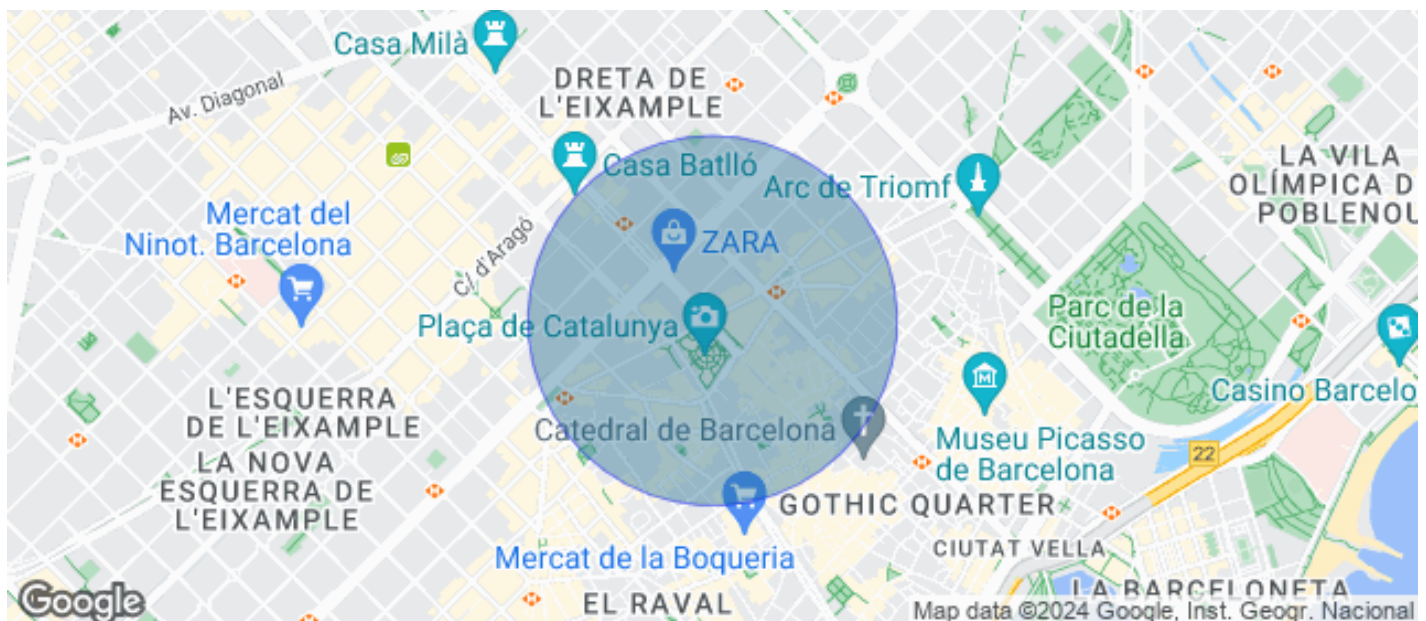 Casa Milà
DRETA DE
L'EIXAMPLE
Av. Diagonal
Casa Batlló
Arc de Triomf
LA VILA
OLÍMPICA D
POBLENOU
Mercat del
Ninot. Barcelona
C/ d'Aragó
ZARA
Plaça de Catalunya
Parc de la
Ciutadella
Casino Barcelo
L'ESQUERRA
DE L'EIXAMPLE
Catedral de Barcelona
Museu Picasso
de Barcelona
22
LA NOVA
ESQUERRA DE
L'EIXAMPLE
GOTHIC QUARTER
Mercat de la Boqueria
CIUTAT VELLA
LA BARCELONETA
EL RAVAL
Google
Map data ©2024 Google, Inst. Geogr. Nacional